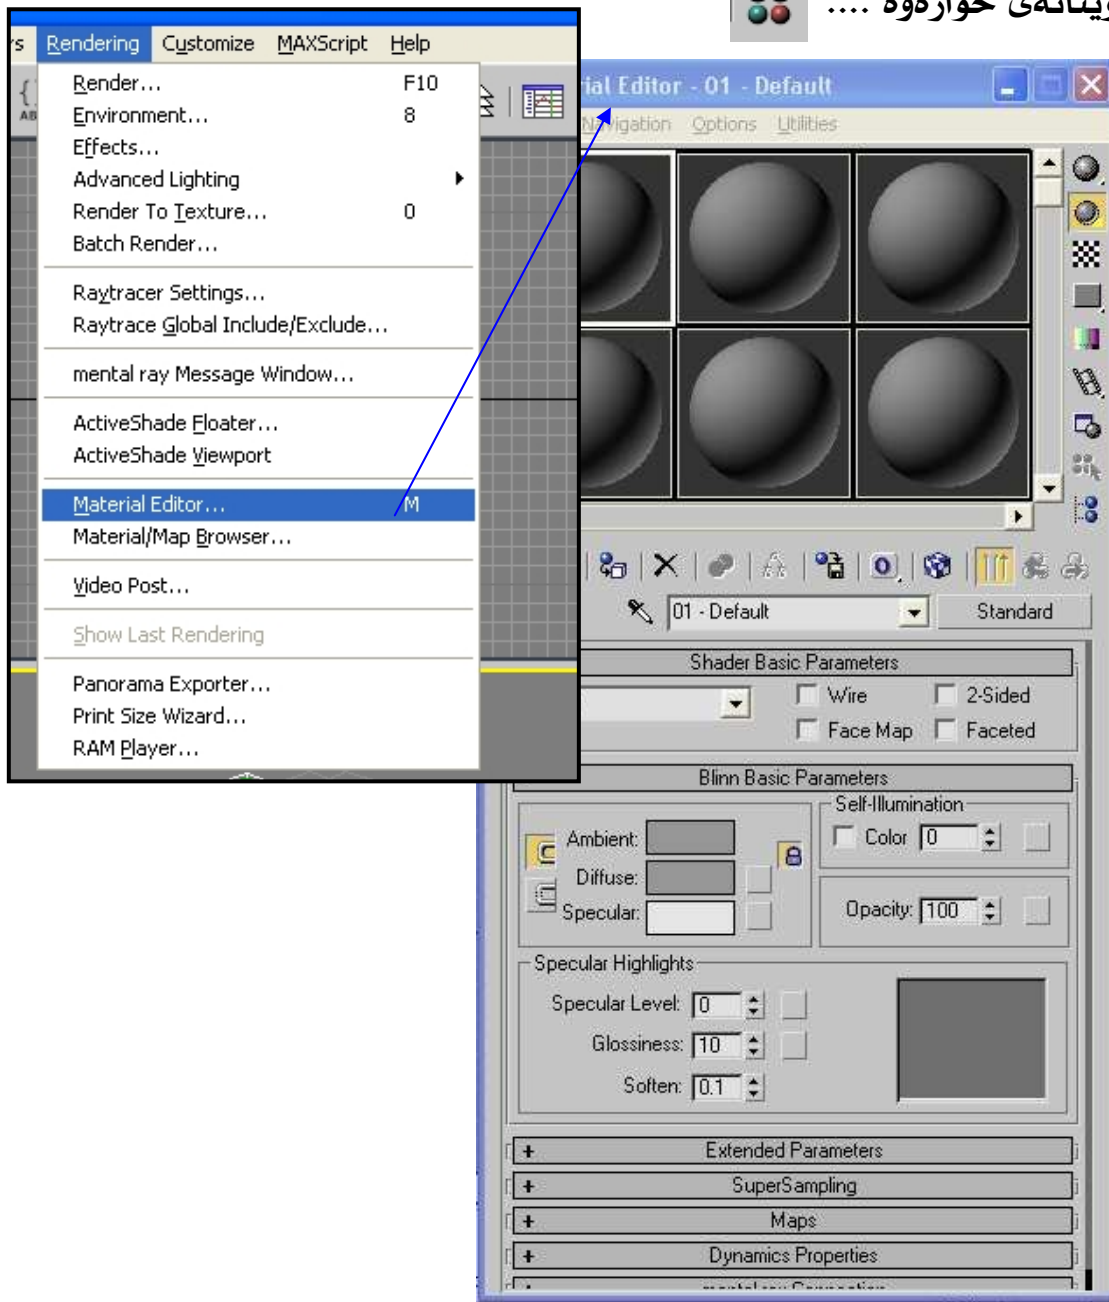 خوارەوە ....
Rendering Customize MAXScript Help
Render... F10
Environment... 8
Effects...
Advanced Lighting
Render To Texture... 0
Batch Render...
Raytracer Settings...
Raytrace Global Include/Exclude...
mental ray Message Window...
ActiveShade Floater...
ActiveShade Viewport
Material Editor... M
Material/Map Browser...
Video Post...
Show Last Rendering
Panorama Exporter...
Print Size Wizard...
RAM Player...
Editor - 01 - Default
Navigation Options Utilities
01 - Default
Standard
Shader Basic Parameters
Wire 2-Sided
Face Map Faceted
Blinn Basic Parameters
Self-Illumination
Ambient: Color 0
Diffuse:
Specular: Opacity: 100
Specular Highlights
Specular Level: 0
Glossiness: 10
Soften: 0.1
+ Extended Parameters
+ SuperSampling
+ Maps
+ Dynamics Properties